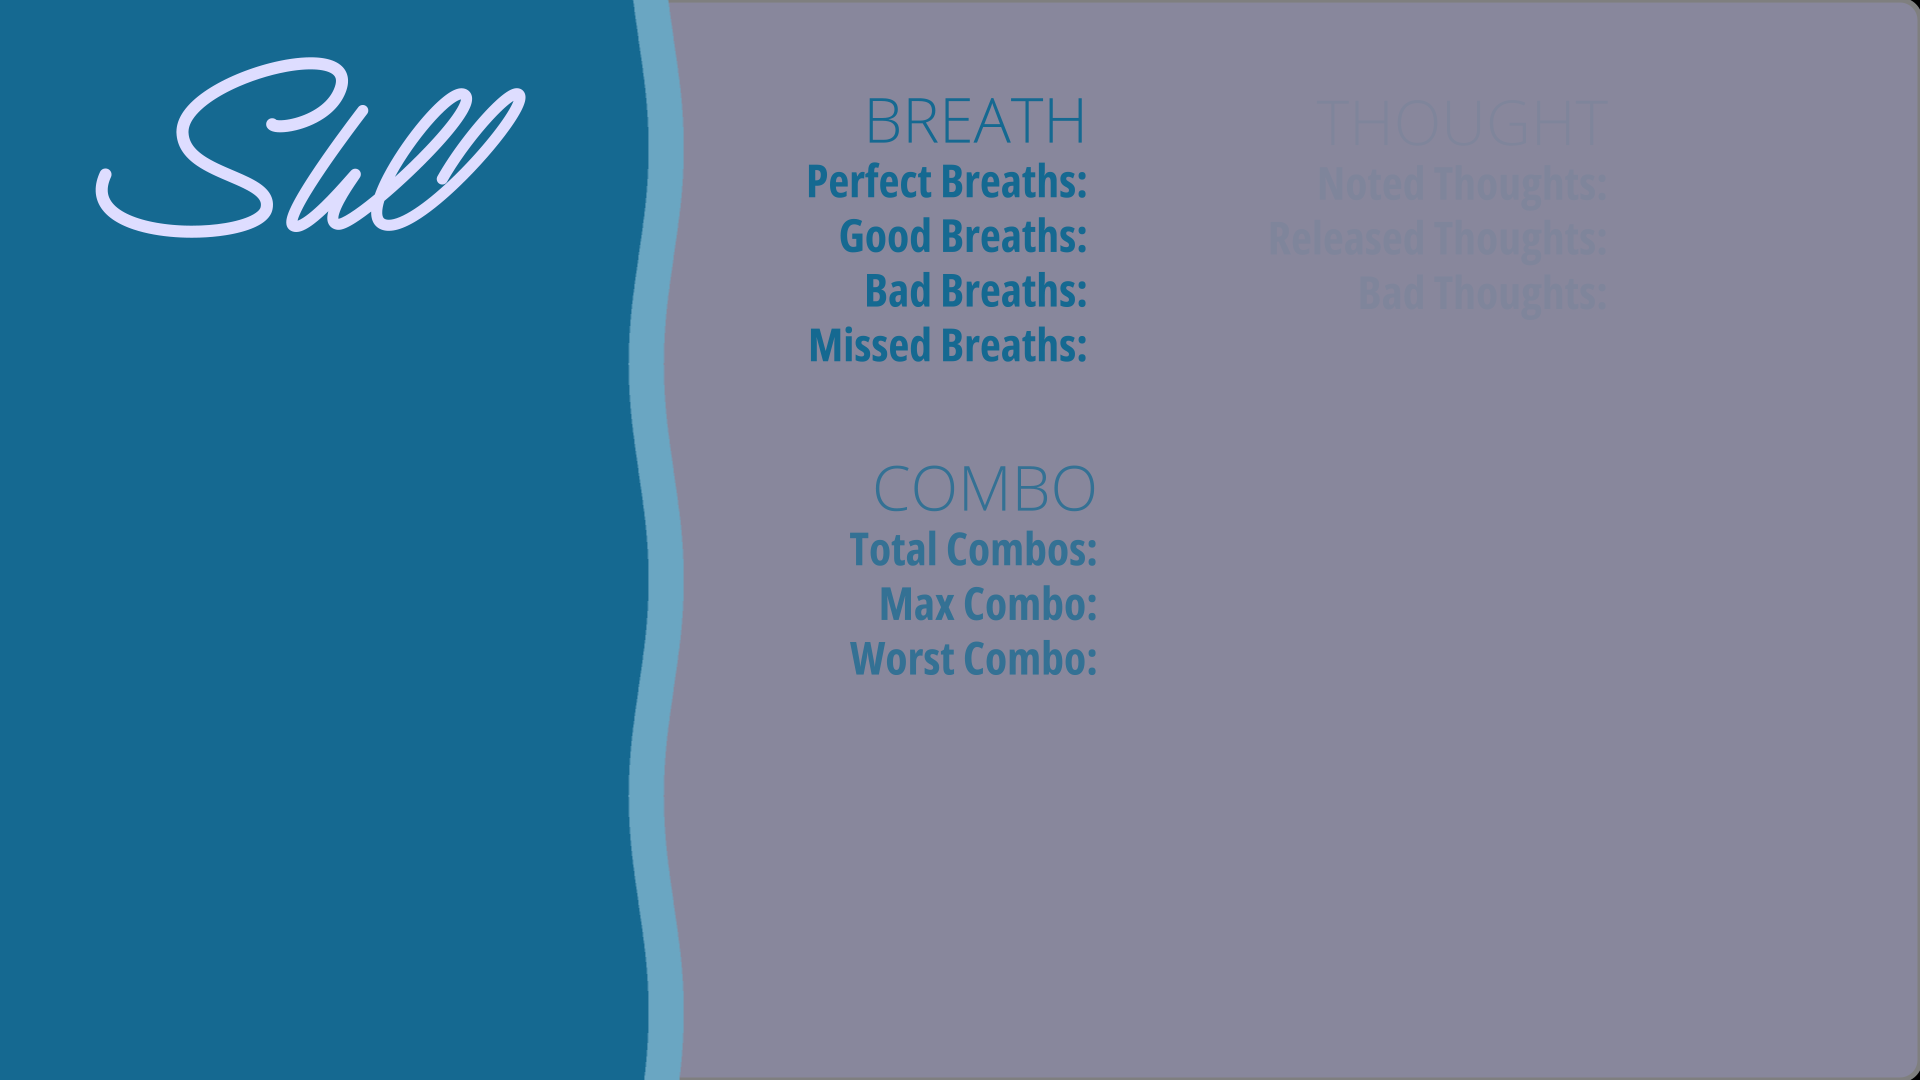 Still
BREATH
Perfect Breaths:
Good Breaths:
Bad Breaths:
Missed Breaths:
THOUGHT
Noted Thoughts:
Released Thoughts:
Bad Thoughts:
COMBO
Total Combos:
Max Combo:
Worst Combo: